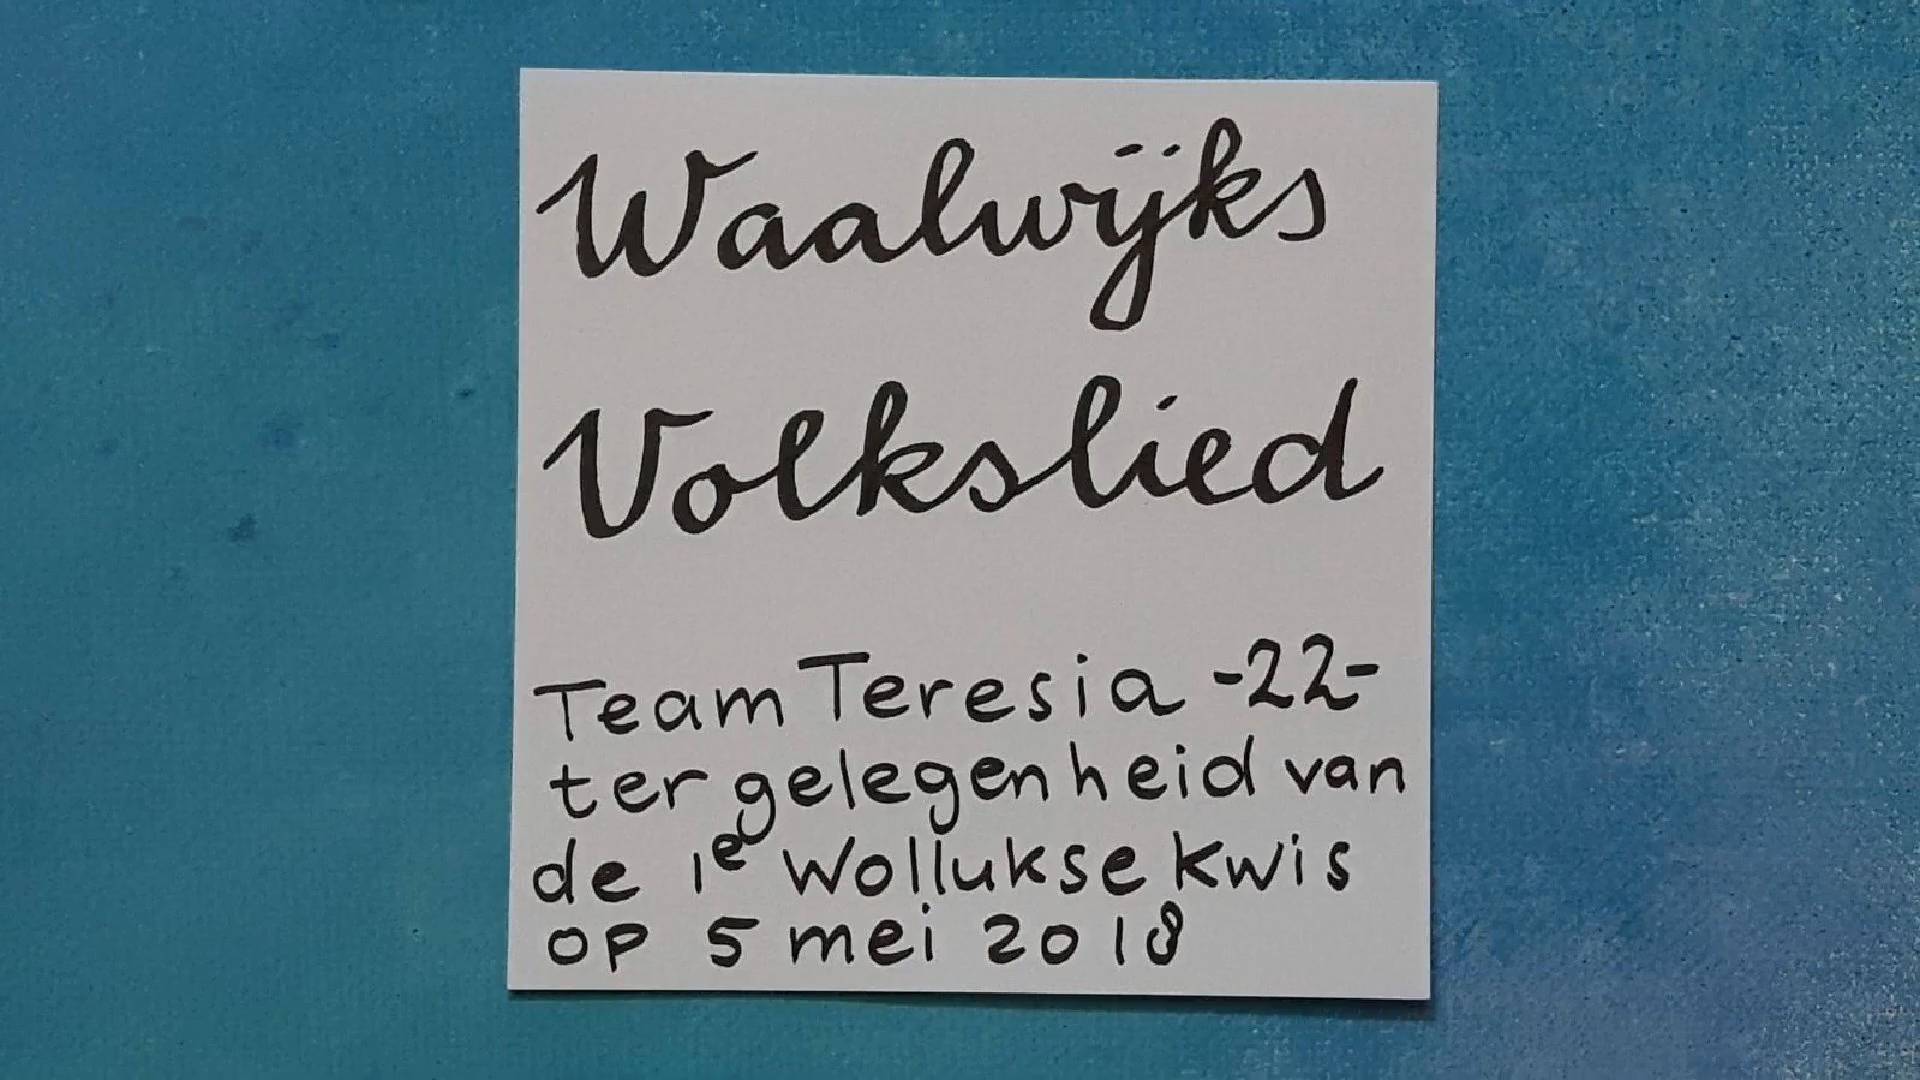 Waalwijks
Volkslied
Team Teresia -22-
ter gelegenheid van
de 1e Wollukse Kwis
op 5 mei 2018